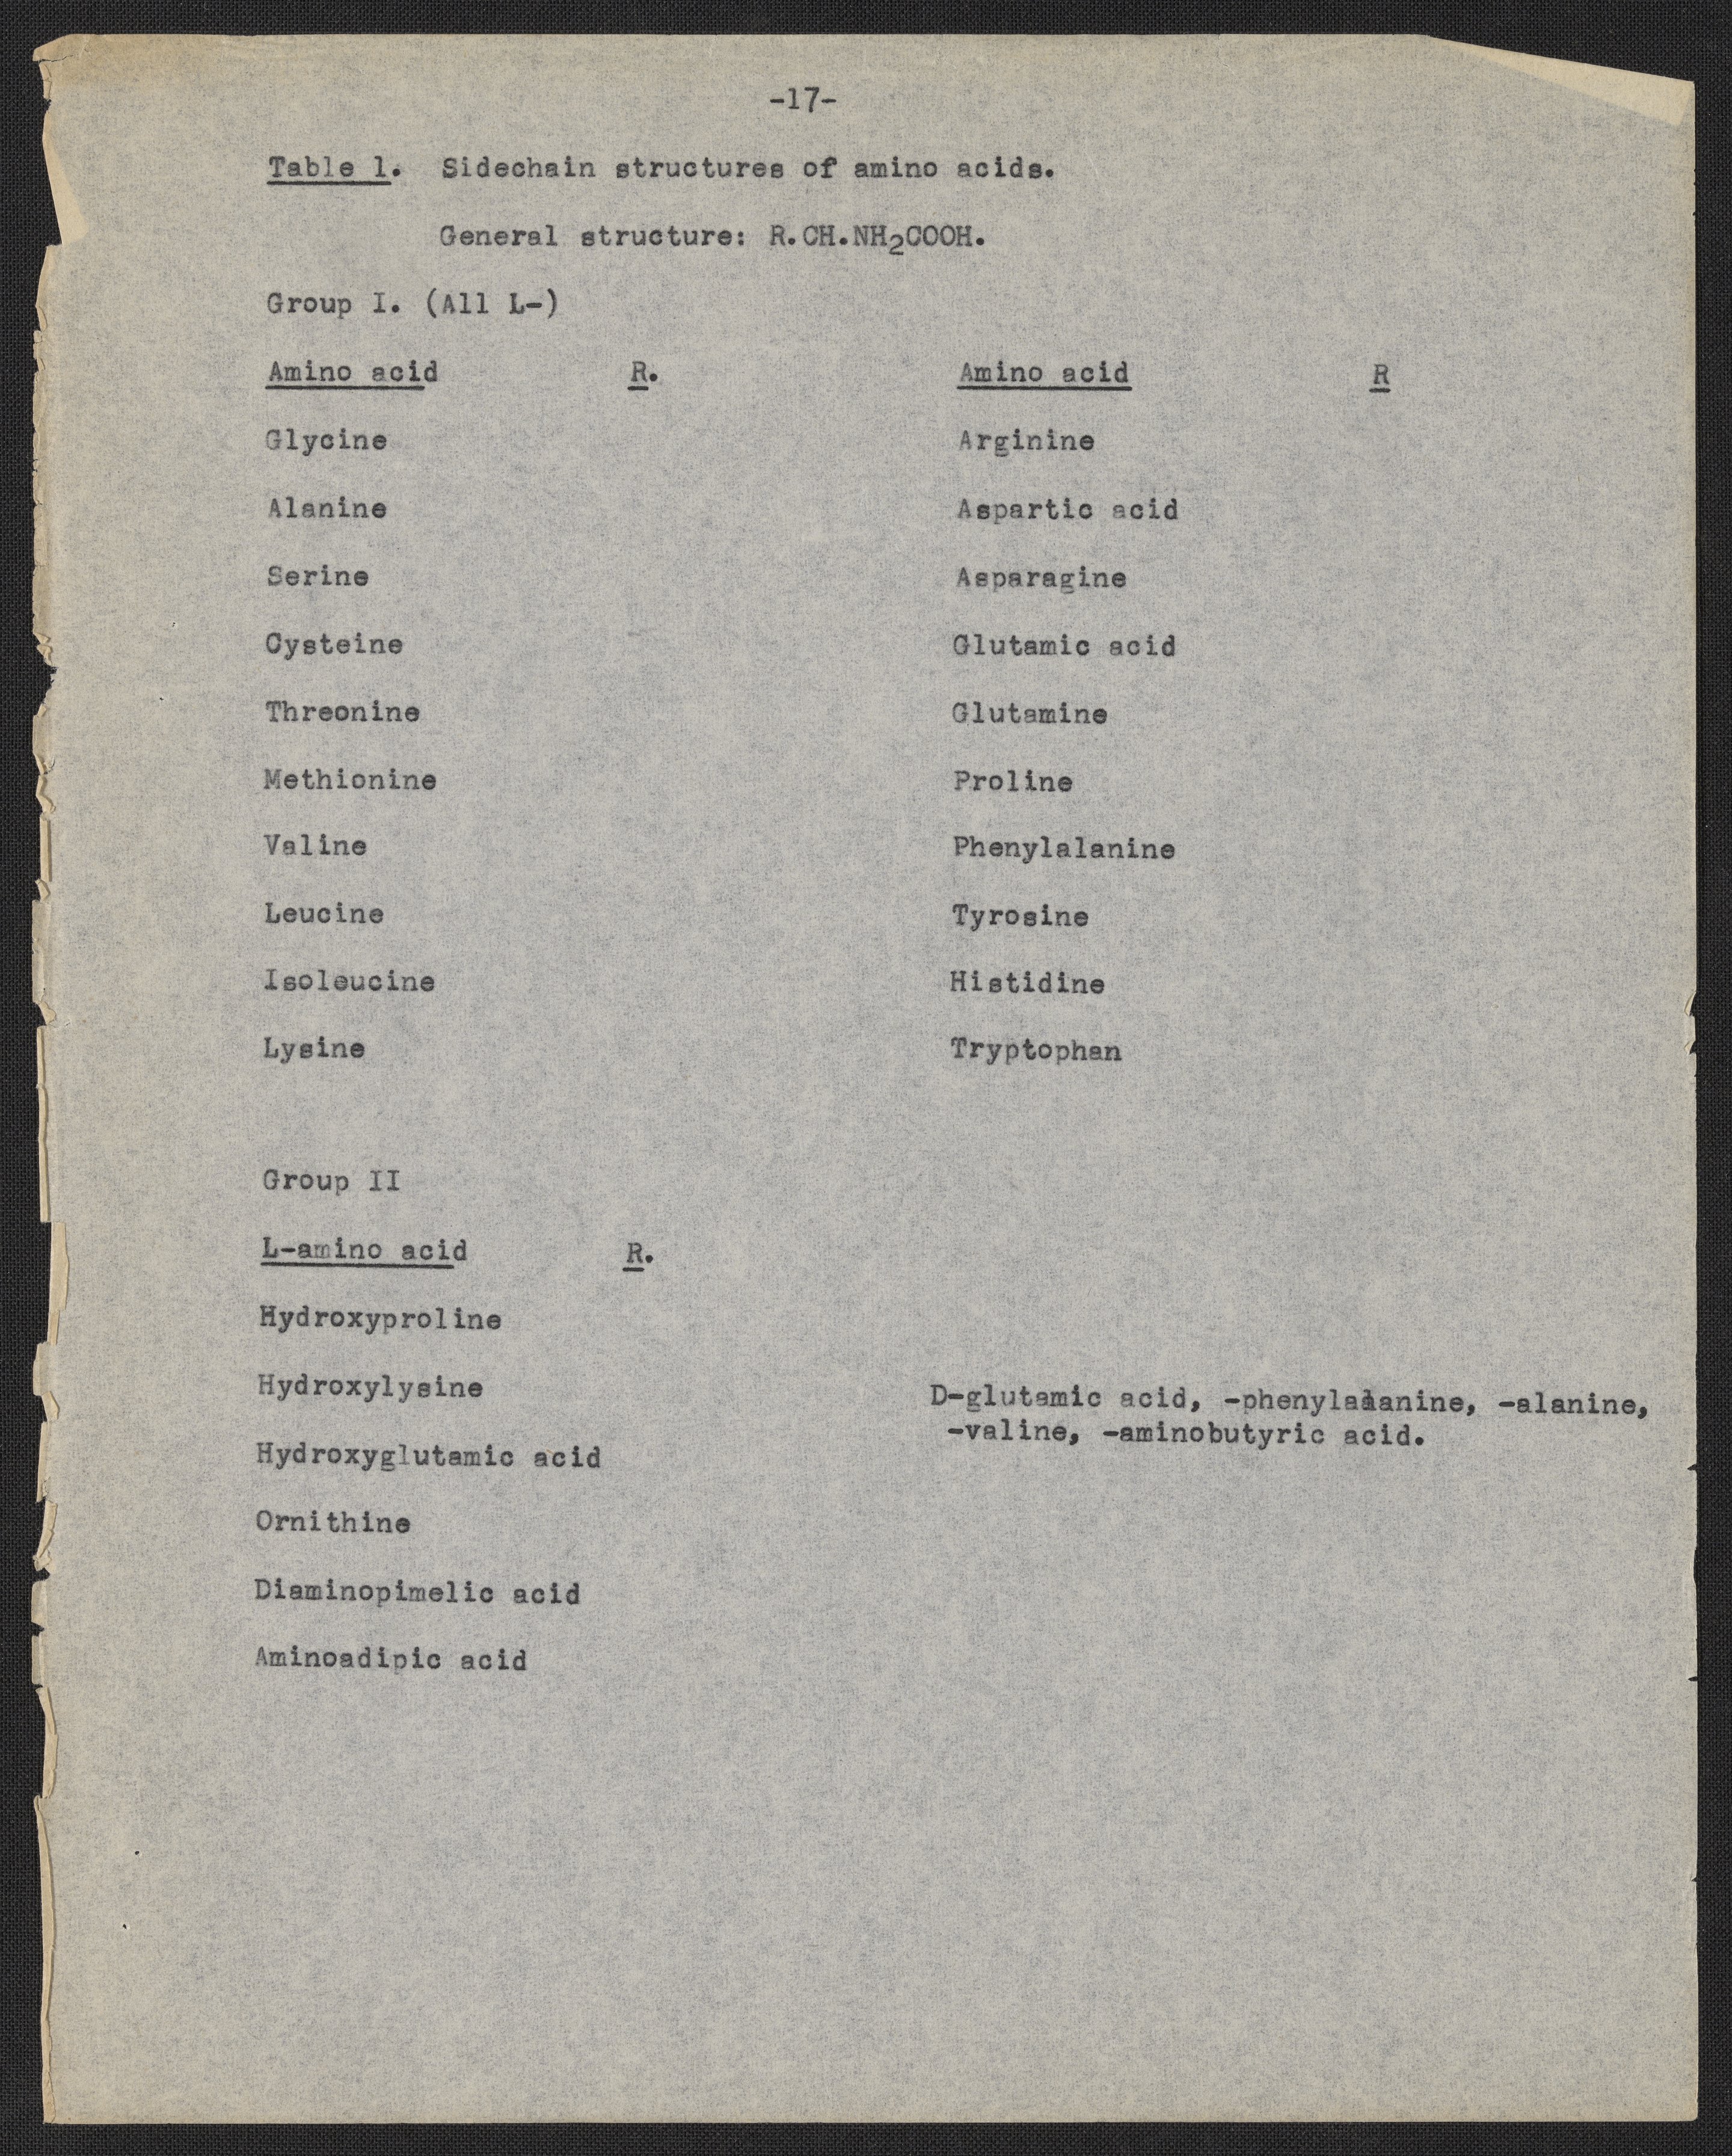 -17-
Table 1. Sidechain structures of amino acids.
General structure: R.CH.NH2COOH.
Group I. (All L-)
Amino acid R. Amino acid R
Glycine Arginine
Alanine Aspartic acid
Serine Asparagine
Cysteine Glutamic acid
Threonine Glutamine
Methionine Proline
Valine Phenylalanine
Leucine Tyrosine
Isoleucine Histidine
Lysine Tryptophan
Group II
L-amino acid R.
Hydroxyproline
Hydroxylysine
D-glutamic acid, -phenylalanine, -alanine,
-valine, -aminobutyric acid.
Hydroxyglutamic acid
Ornithine
Diaminopimelic acid
Aminoadipic acid